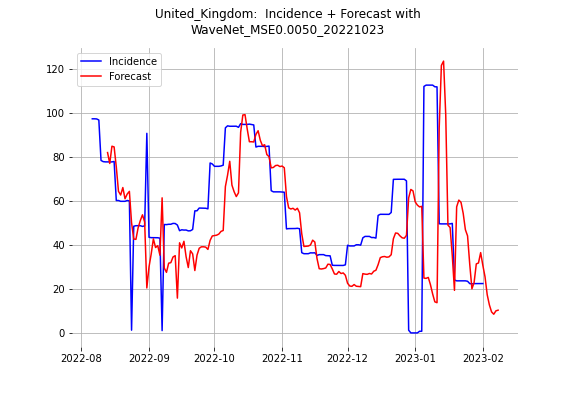 United_Kingdom:  Incidence + Forecast with
WaveNet_MSE0.0050_20221023
Incidence
Forecast
120
100
80
60
40
20
0
2022-08 2022-09 2022-10 2022-11 2022-12 2023-01 2023-02